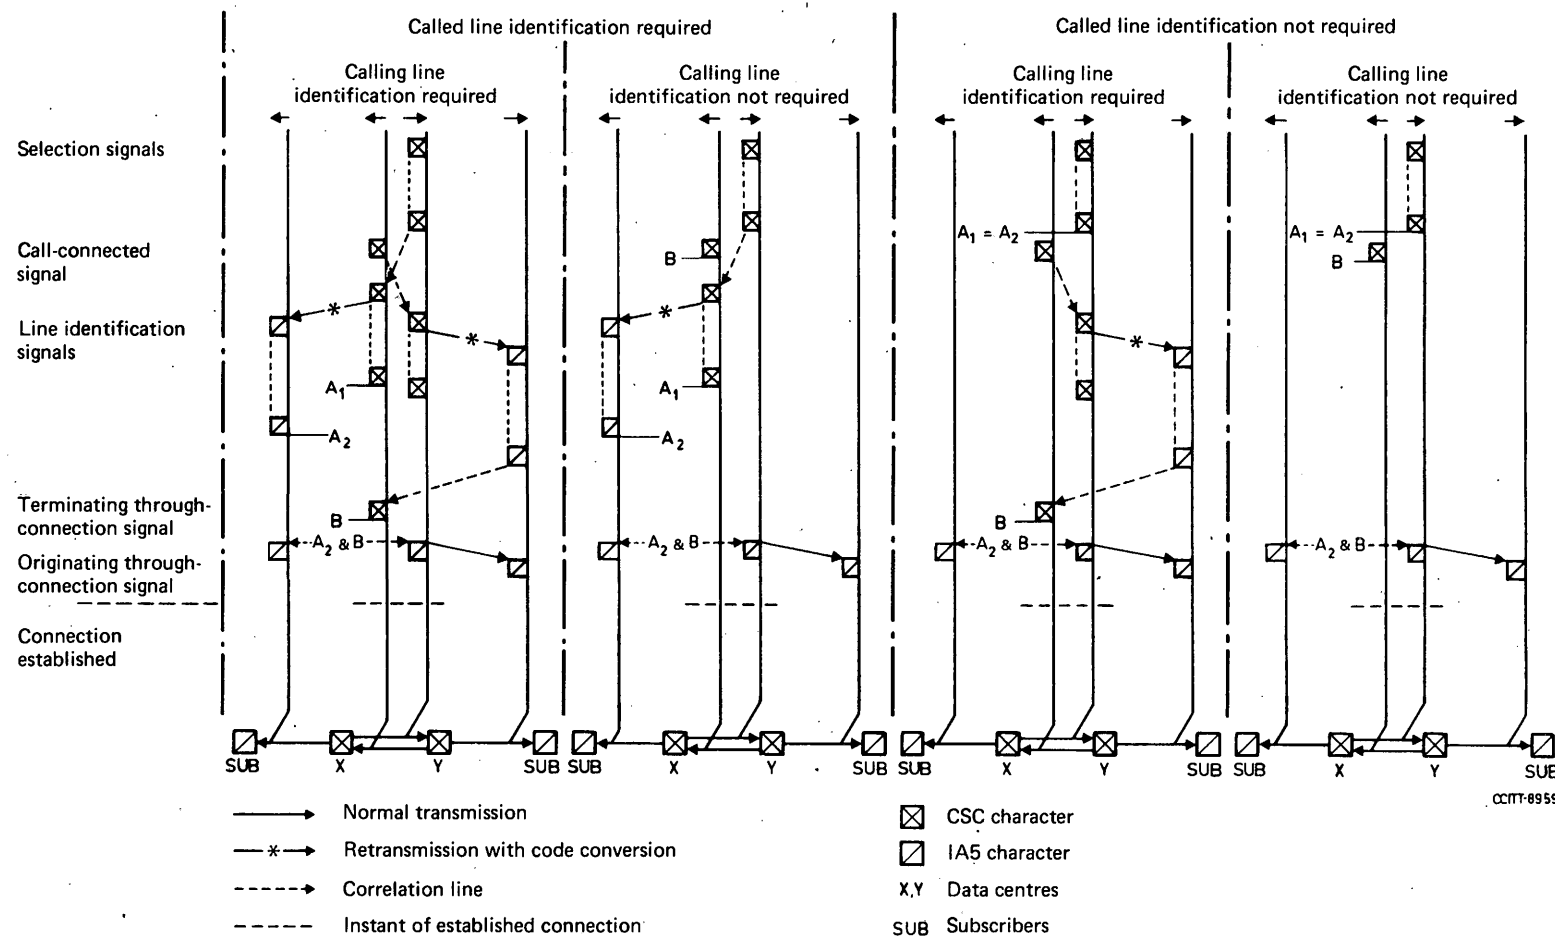 Called line identification required
Called line identification not required
Calling line
identification required
Calling line
identification not required
Calling line
identification required
Calling line
identification not required
Selection signals
Call-connected
signal
Line identification
signals
Terminating through-
connection signal
Originating through-
connection signal
Connection
established
A1
A2
B
A2 & B
B
A1
A2
A2 & B
A1 = A2
B
A2 & B
A1 = A2
B
A2 & B
SUB X Y SUB
SUB X Y SUB
SUB X Y SUB
SUB X Y SUB
CCITT-8959
Normal transmission
Retransmission with code conversion
Correlation line
Instant of established connection
CSC character
IA5 character
X,Y Data centres
SUB Subscribers